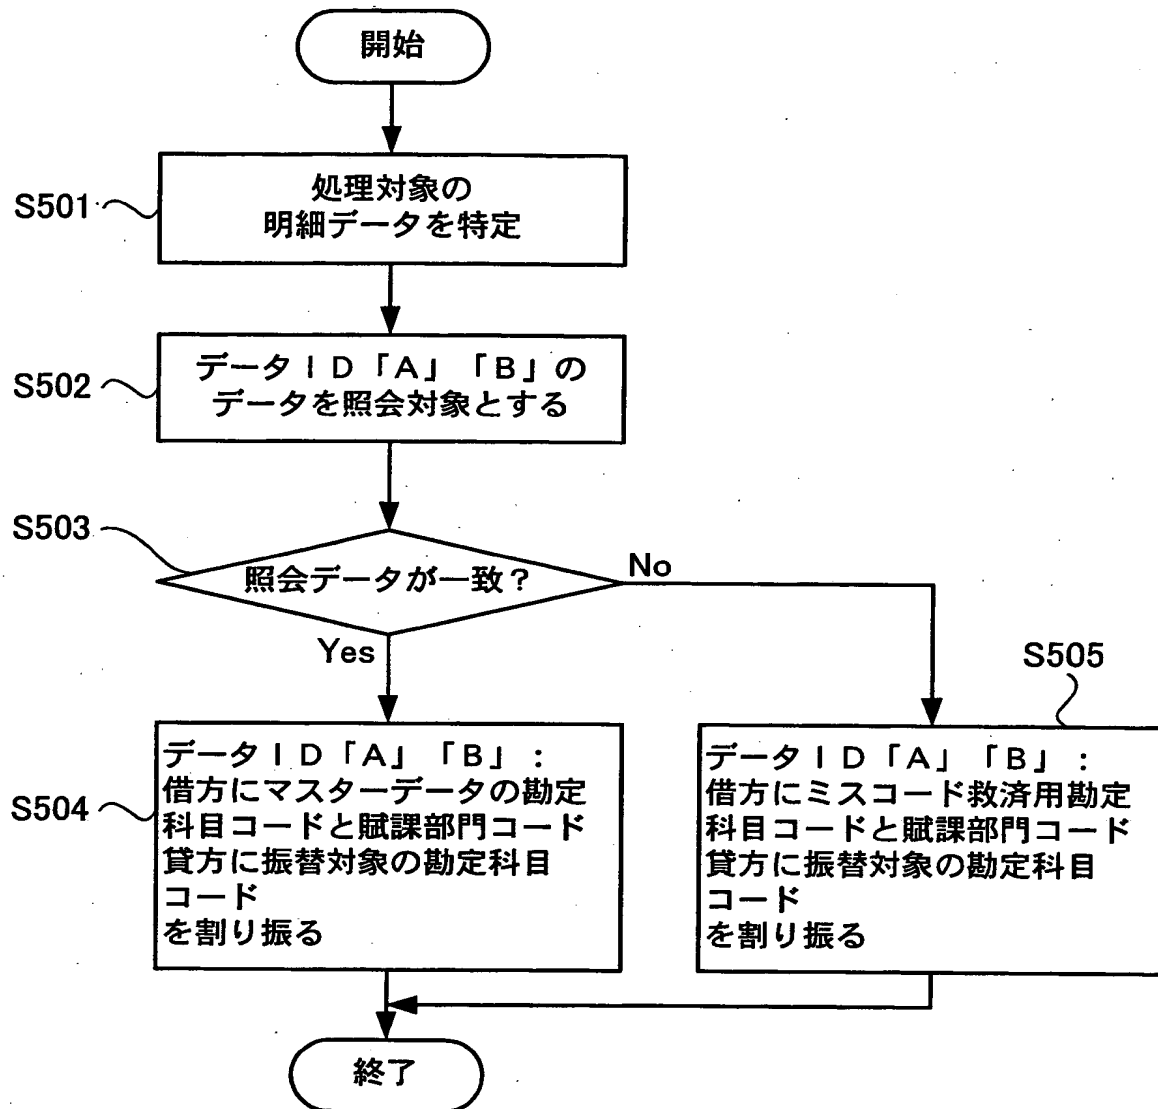 開始
S501
処理対象の
明細データを特定
S502
データID「A」「B」の
データを照会対象とする
S503
照会データが一致?
No
Yes
S504
データID「A」「B」:
借方にマスターデータの勘定
科目コードと賦課部門コード
貸方に振替対象の勘定科目
コード
を割り振る
S505
データID「A」「B」:
借方にミスコード救済用勘定
科目コードと賦課部門コード
貸方に振替対象の勘定科目
コード
を割り振る
終了